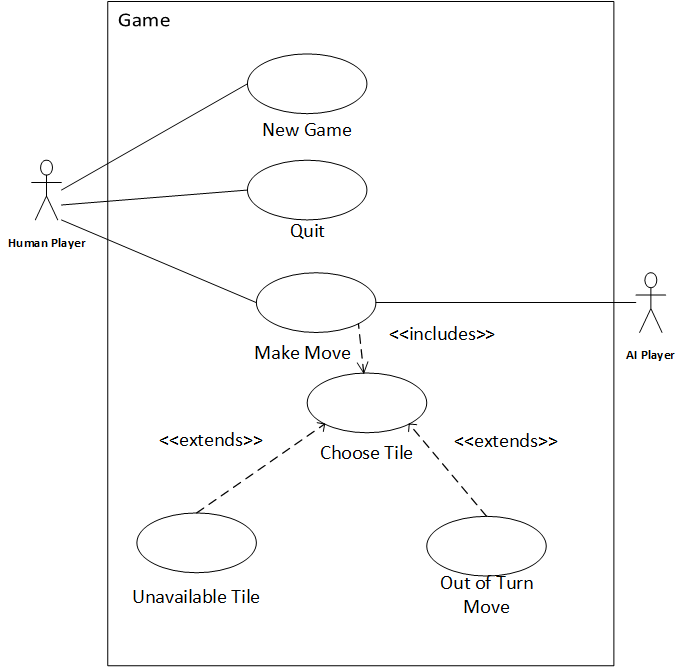 Game
New Game
Human Player
Quit
Make Move
<<includes>>
AI Player
<<extends>>
Choose Tile
<<extends>>
Unavailable Tile
Out of Turn
Move